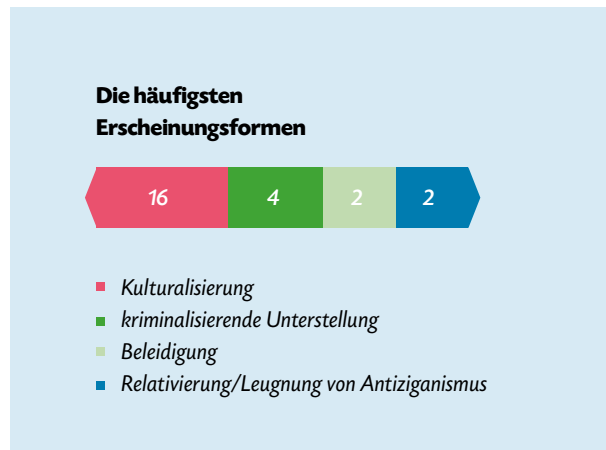 Die häufigsten
Erscheinungsformen
16 4 2 2
Kulturalisierung
kriminalisierende Unterstellung
Beleidigung
Relativierung/Leugnung von Antiziganismus